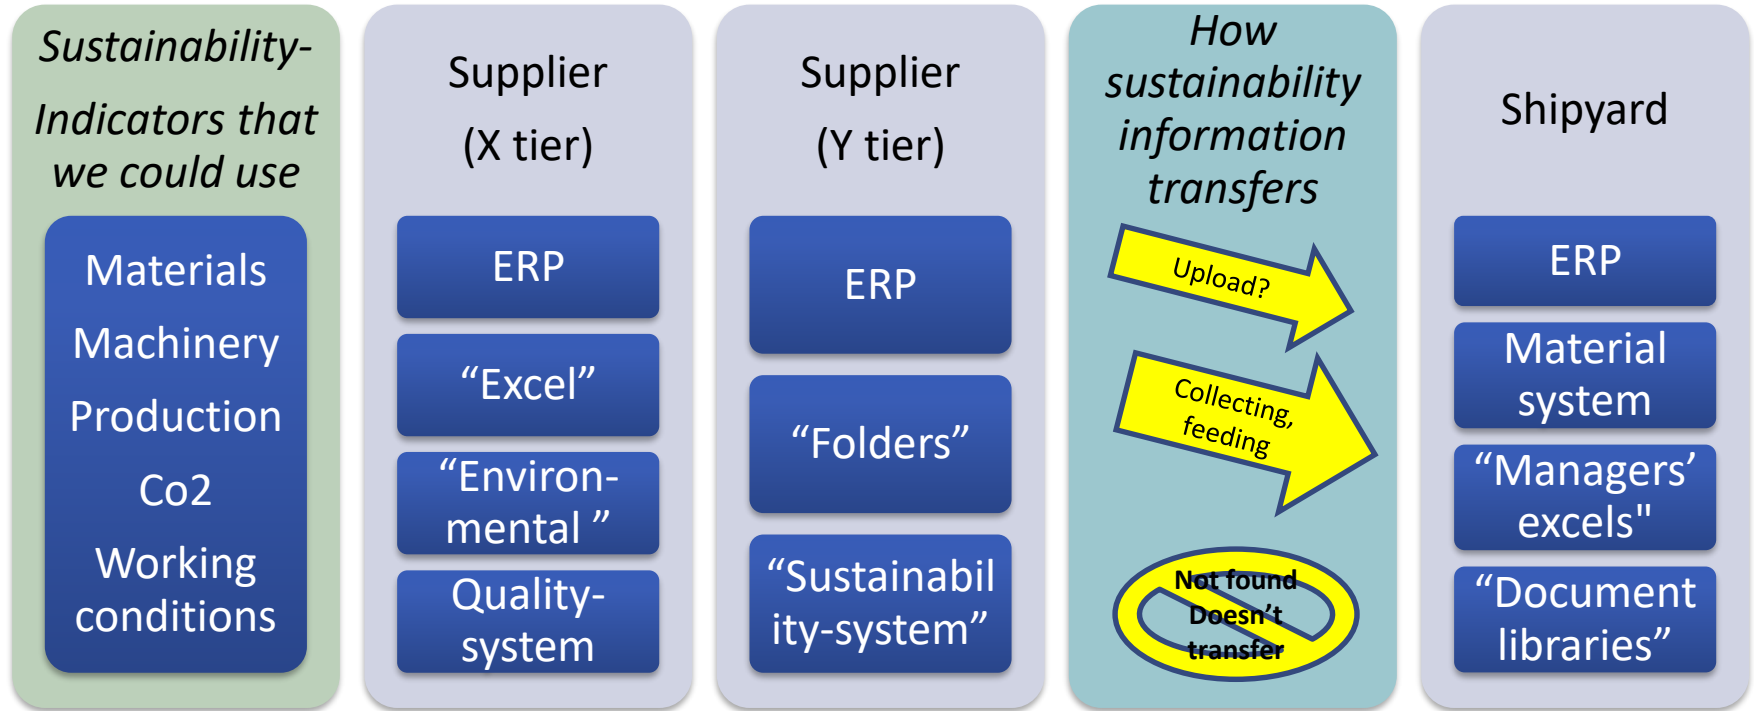 Sustainability-
Indicators that
we could use
Materials
Machinery
Production
Co2
Working
conditions
Supplier
(X tier)
ERP
“Excel”
“Environ-
mental ”
Quality-
system
Supplier
(Y tier)
ERP
“Folders”
“Sustainabil
ity-system”
How
sustainability
information
transfers
Upload?
Collecting,
feeding
Not found
Doesn’t
transfer
Shipyard
ERP
Material
system
“Managers’
excels"
“Document
libraries”